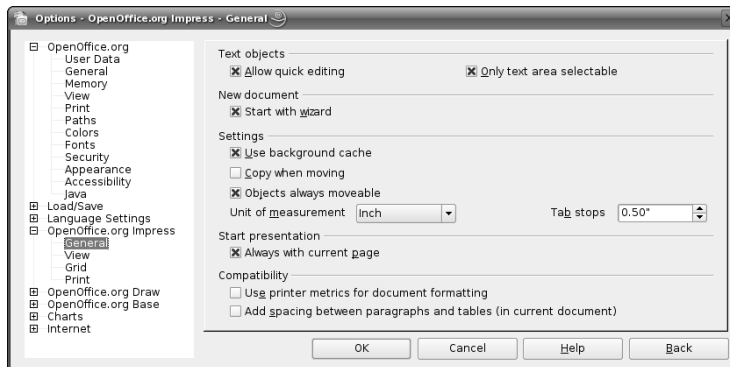 Options - OpenOffice.org Impress - General
OpenOffice.org
User Data
General
Memory
View
Print
Paths
Colors
Fonts
Security
Appearance
Accessibility
Java
Load/Save
Language Settings
OpenOffice.org Impress
General
View
Grid
Print
OpenOffice.org Draw
OpenOffice.org Base
Charts
Internet
Text objects
Allow quick editing
Only text area selectable
New document
Start with wizard
Settings
Use background cache
Copy when moving
Objects always moveable
Unit of measurement Inch Tab stops 0.50"
Start presentation
Always with current page
Compatibility
Use printer metrics for document formatting
Add spacing between paragraphs and tables (in current document)
OK Cancel Help Back